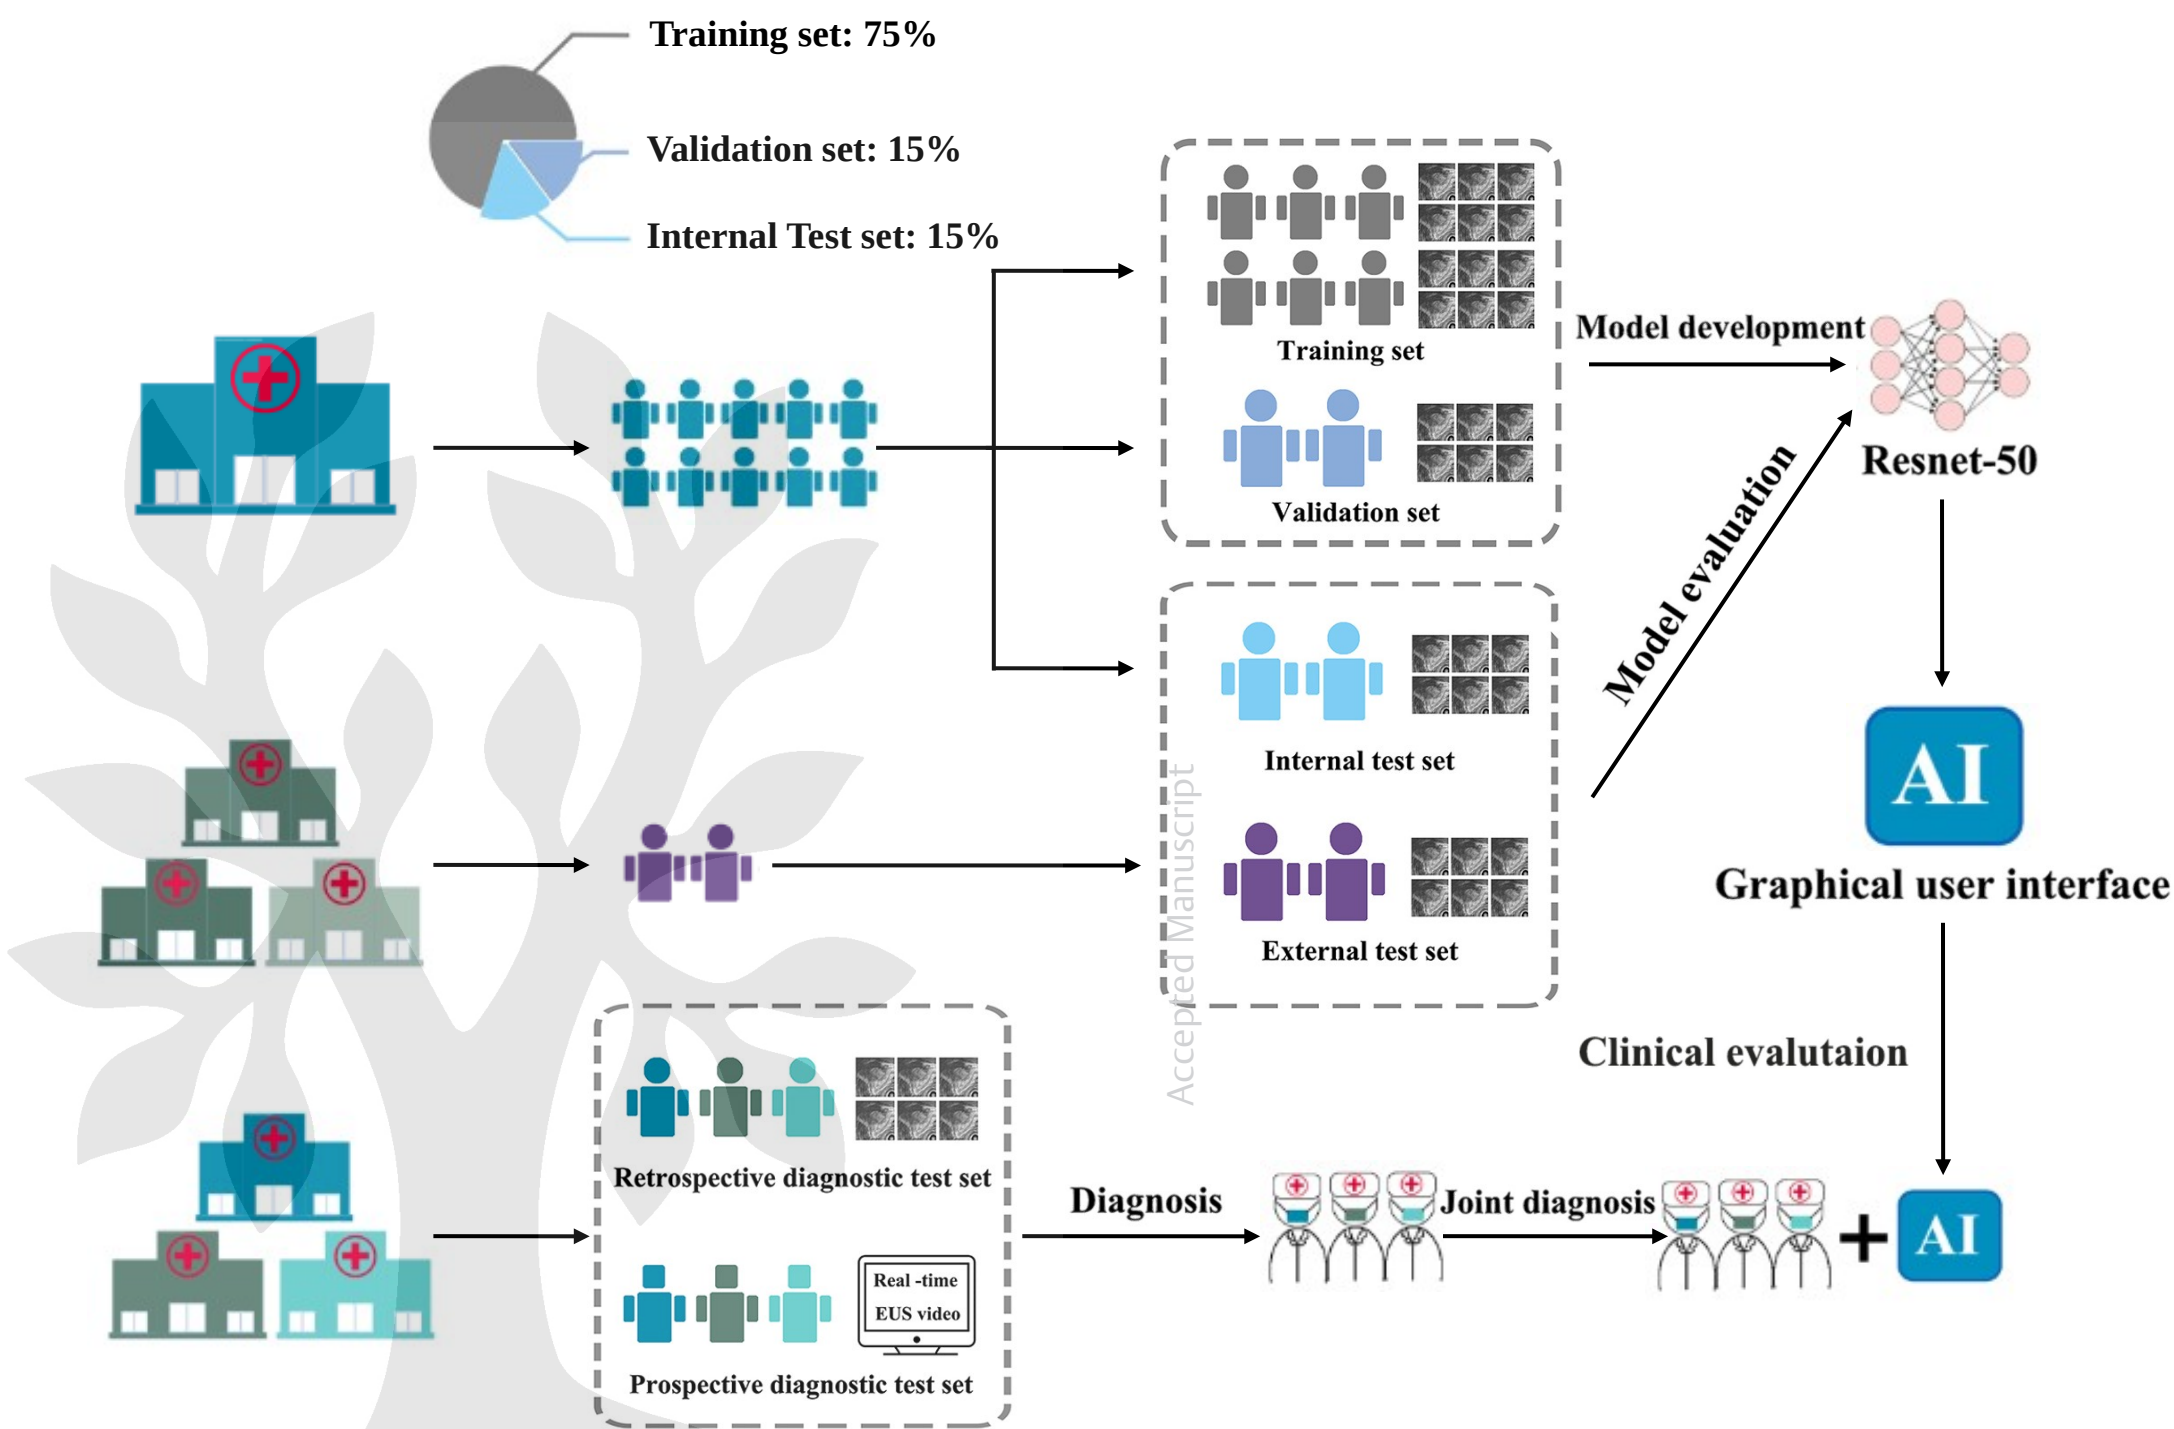 Training set: 75%
Validation set: 15%
Internal Test set: 15%
Training set
Validation set
Model development
Resnet-50
Model evaluation
Internal test set
External test set
Accepted Manuscript
AI
Graphical user interface
Clinical evalutaion
Retrospective diagnostic test set
Real -time
EUS video
Prospective diagnostic test set
Diagnosis
Joint diagnosis
+
AI